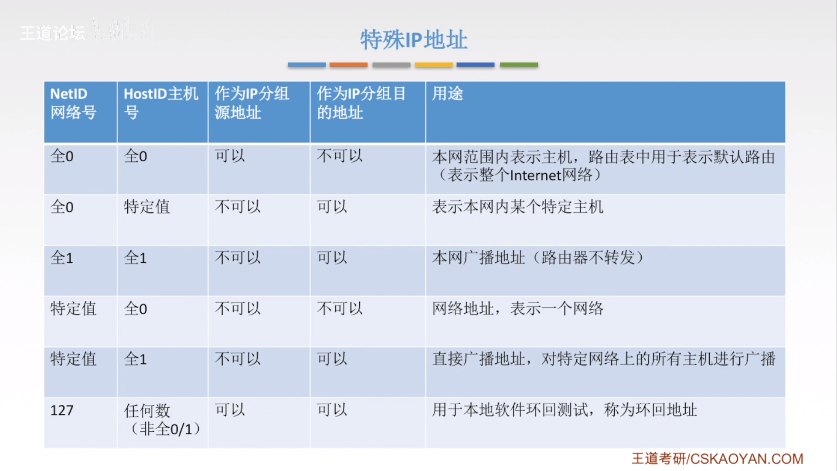 王道论坛
特殊IP地址
NetID
网络号
HostID主机
号
作为IP分组
源地址
作为IP分组目
的地址
用途
全0
全0
可以
不可以
本网范围内表示主机，路由表中用于表示默认路由
（表示整个Internet网络）
全0
特定值
不可以
可以
表示本网内某个特定主机
全1
全1
不可以
可以
本网广播地址（路由器不转发）
特定值
全0
不可以
不可以
网络地址，表示一个网络
特定值
全1
不可以
可以
直接广播地址，对特定网络上的所有主机进行广播
127
任何数
（非全0/1）
可以
可以
用于本地软件环回测试，称为环回地址
王道考研/CSKAOYAN.COM